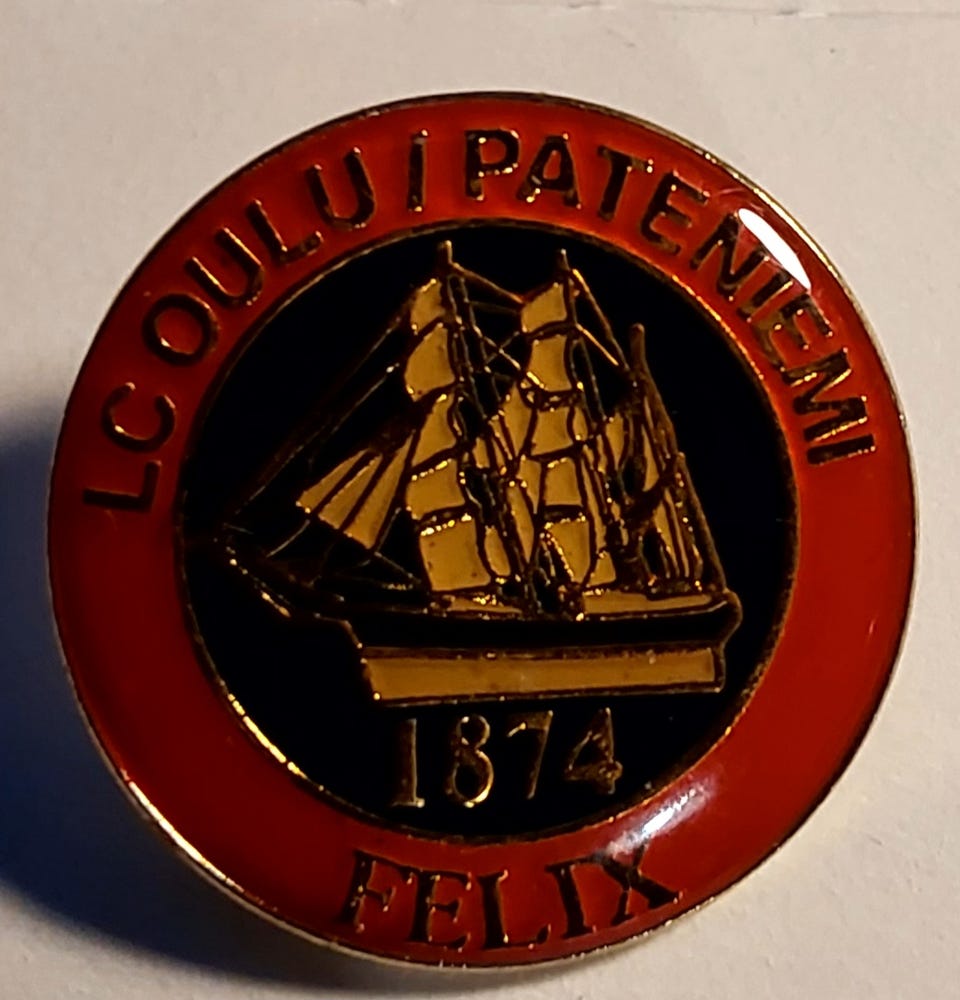 LC OULU I PATENIEMI
1874
FELIX